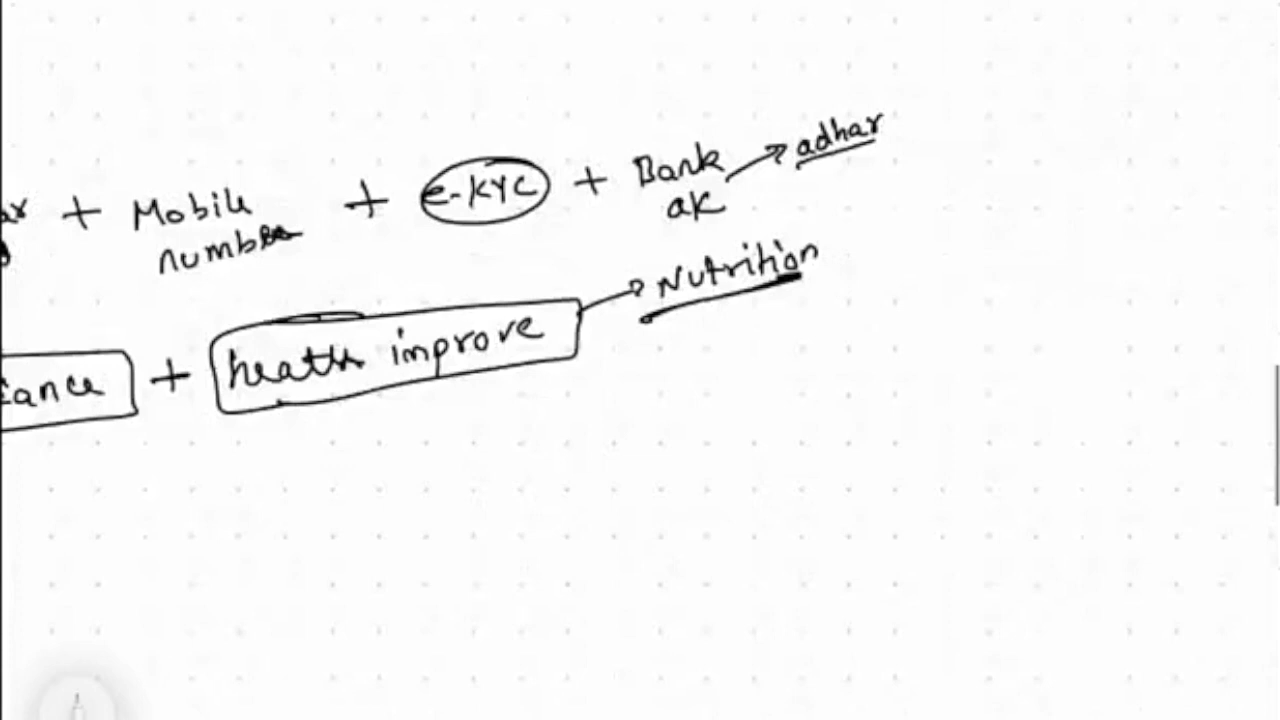 + Mobile number + e-KYC + Bank ak → adhar
+ heath improve → Nutrition